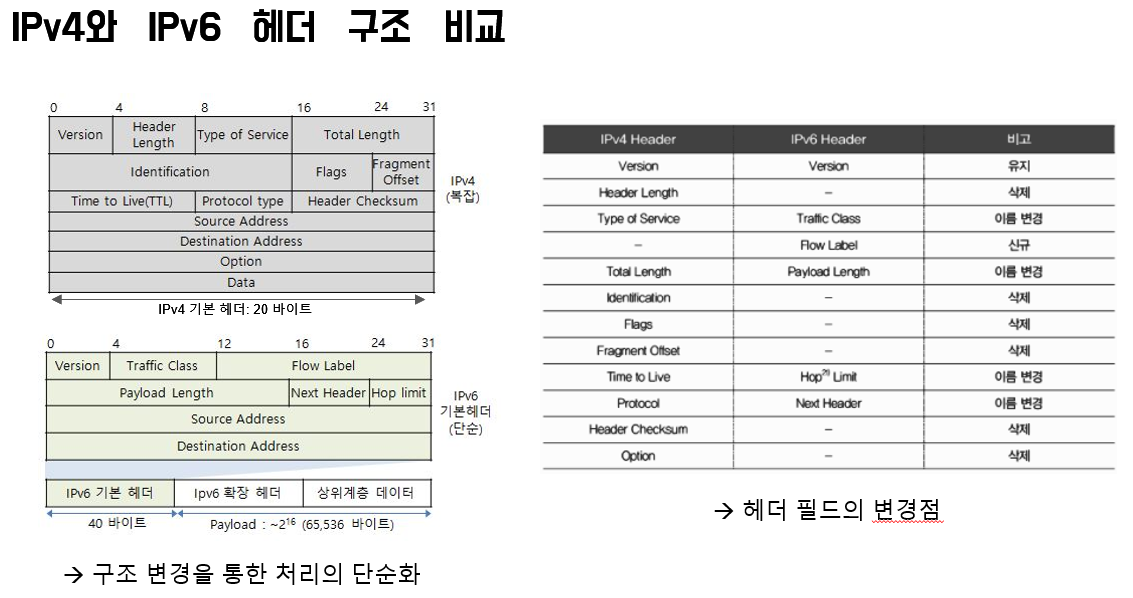 IPv4와 IPv6 헤더 구조 비교
0 4 8 16 24 31
Version Header Length Type of Service Total Length
Identification Flags Fragment Offset
Time to Live(TTL) Protocol type Header Checksum
Source Address
Destination Address
Option
Data
IPv4
(복잡)
IPv4 기본 헤더: 20 바이트
0 4 12 16 24 31
Version Traffic Class Flow Label
Payload Length Next Header Hop limit
Source Address
Destination Address
IPv6
기본헤더
(단순)
IPv6 기본 헤더 Ipv6 확장 헤더 상위계층 데이터
40 바이트 Payload : ~2¹⁶ (65,536 바이트)
→ 구조 변경을 통한 처리의 단순화
IPv4 Header IPv6 Header 비고
Version Version 유지
Header Length – 삭제
Type of Service Traffic Class 이름 변경
– Flow Label 신규
Total Length Payload Length 이름 변경
Identification – 삭제
Flags – 삭제
Fragment Offset – 삭제
Time to Live Hop²⁹ Limit 이름 변경
Protocol Next Header 이름 변경
Header Checksum – 삭제
Option – 삭제
→ 헤더 필드의 변경점